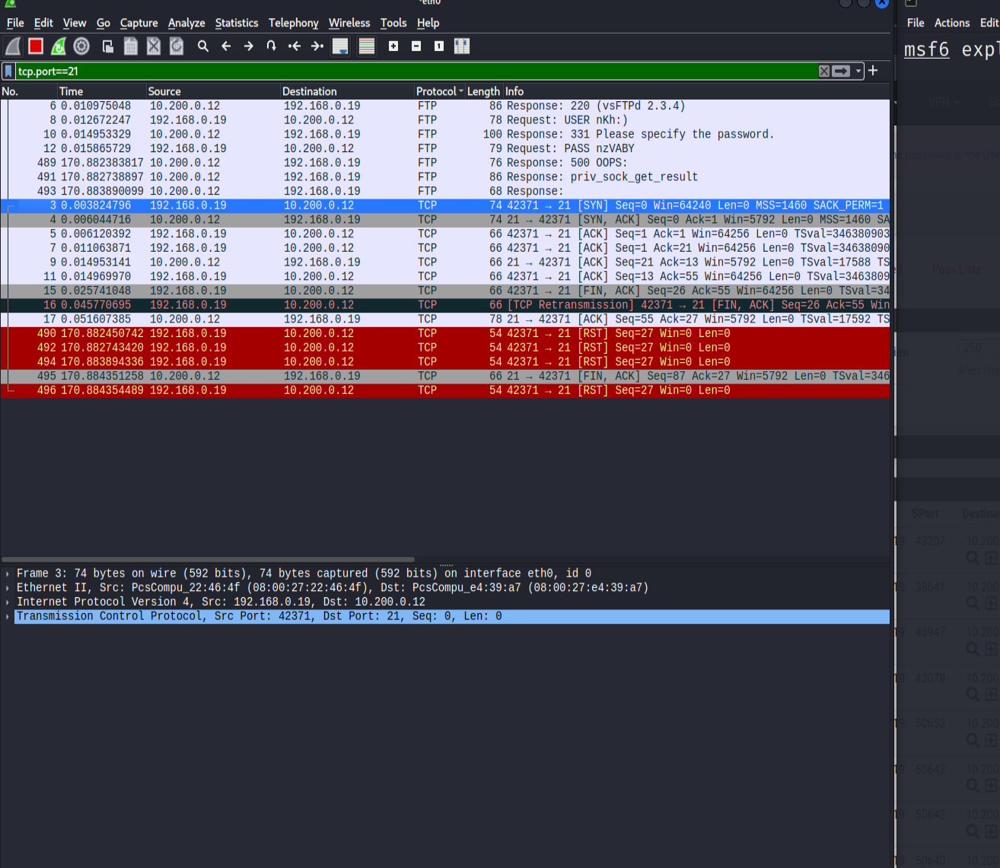 *eth0
File Edit View Go Capture Analyze Statistics Telephony Wireless Tools Help
tcp.port==21
No. Time Source Destination Protocol Length Info
6 0.010975048 10.200.0.12 192.168.0.19 FTP 86 Response: 220 (vsFTPd 2.3.4)
8 0.012672247 192.168.0.19 10.200.0.12 FTP 78 Request: USER nKh:)
10 0.014953329 10.200.0.12 192.168.0.19 FTP 100 Response: 331 Please specify the password.
12 0.015865729 192.168.0.19 10.200.0.12 FTP 79 Request: PASS nzVABY
489 170.882383817 10.200.0.12 192.168.0.19 FTP 76 Response: 500 OOPS:
491 170.882738897 10.200.0.12 192.168.0.19 FTP 86 Response: priv_sock_get_result
493 170.883890099 10.200.0.12 192.168.0.19 FTP 68 Response:
3 0.003824796 192.168.0.19 10.200.0.12 TCP 74 42371 → 21 [SYN] Seq=0 Win=64240 Len=0 MSS=1460 SACK_PERM=1
4 0.006044716 10.200.0.12 192.168.0.19 TCP 74 21 → 42371 [SYN, ACK] Seq=0 Ack=1 Win=5792 Len=0 MSS=1460 SA
5 0.006120392 192.168.0.19 10.200.0.12 TCP 66 42371 → 21 [ACK] Seq=1 Ack=1 Win=64256 Len=0 TSval=346380903
7 0.011063871 192.168.0.19 10.200.0.12 TCP 66 42371 → 21 [ACK] Seq=1 Ack=21 Win=64256 Len=0 TSval=34638090
9 0.014953141 10.200.0.12 192.168.0.19 TCP 66 21 → 42371 [ACK] Seq=21 Ack=13 Win=5792 Len=0 TSval=17588 TS
11 0.014969970 192.168.0.19 10.200.0.12 TCP 66 42371 → 21 [ACK] Seq=13 Ack=55 Win=64256 Len=0 TSval=3463809
15 0.025741048 192.168.0.19 10.200.0.12 TCP 66 42371 → 21 [FIN, ACK] Seq=26 Ack=55 Win=64256 Len=0 TSval=34
16 0.045770695 192.168.0.19 10.200.0.12 TCP 66 [TCP Retransmission] 42371 → 21 [FIN, ACK] Seq=26 Ack=55 Win
17 0.051607385 10.200.0.12 192.168.0.19 TCP 78 21 → 42371 [ACK] Seq=55 Ack=27 Win=5792 Len=0 TSval=17592 TS
490 170.882450742 192.168.0.19 10.200.0.12 TCP 54 42371 → 21 [RST] Seq=27 Win=0 Len=0
492 170.882743420 192.168.0.19 10.200.0.12 TCP 54 42371 → 21 [RST] Seq=27 Win=0 Len=0
494 170.883894336 192.168.0.19 10.200.0.12 TCP 54 42371 → 21 [RST] Seq=27 Win=0 Len=0
495 170.884351258 10.200.0.12 192.168.0.19 TCP 66 21 → 42371 [FIN, ACK] Seq=87 Ack=27 Win=5792 Len=0 TSval=346
496 170.884354489 192.168.0.19 10.200.0.12 TCP 54 42371 → 21 [RST] Seq=27 Win=0 Len=0
Frame 3: 74 bytes on wire (592 bits), 74 bytes captured (592 bits) on interface eth0, id 0
Ethernet II, Src: PcsCompu_22:46:4f (08:00:27:22:46:4f), Dst: PcsCompu_e4:39:a7 (08:00:27:e4:39:a7)
Internet Protocol Version 4, Src: 192.168.0.19, Dst: 10.200.0.12
Transmission Control Protocol, Src Port: 42371, Dst Port: 21, Seq: 0, Len: 0
File Actions Edit
msf6 expl
VPN
password in the
Pass Lists
250
SPort Destina
19 43207 10.200
19 38641 10.200
19 43947 10.200
19 42078 10.200
19 50652 10.200
19 50642 10.200
19 50642 10.200
19 50640 10.200